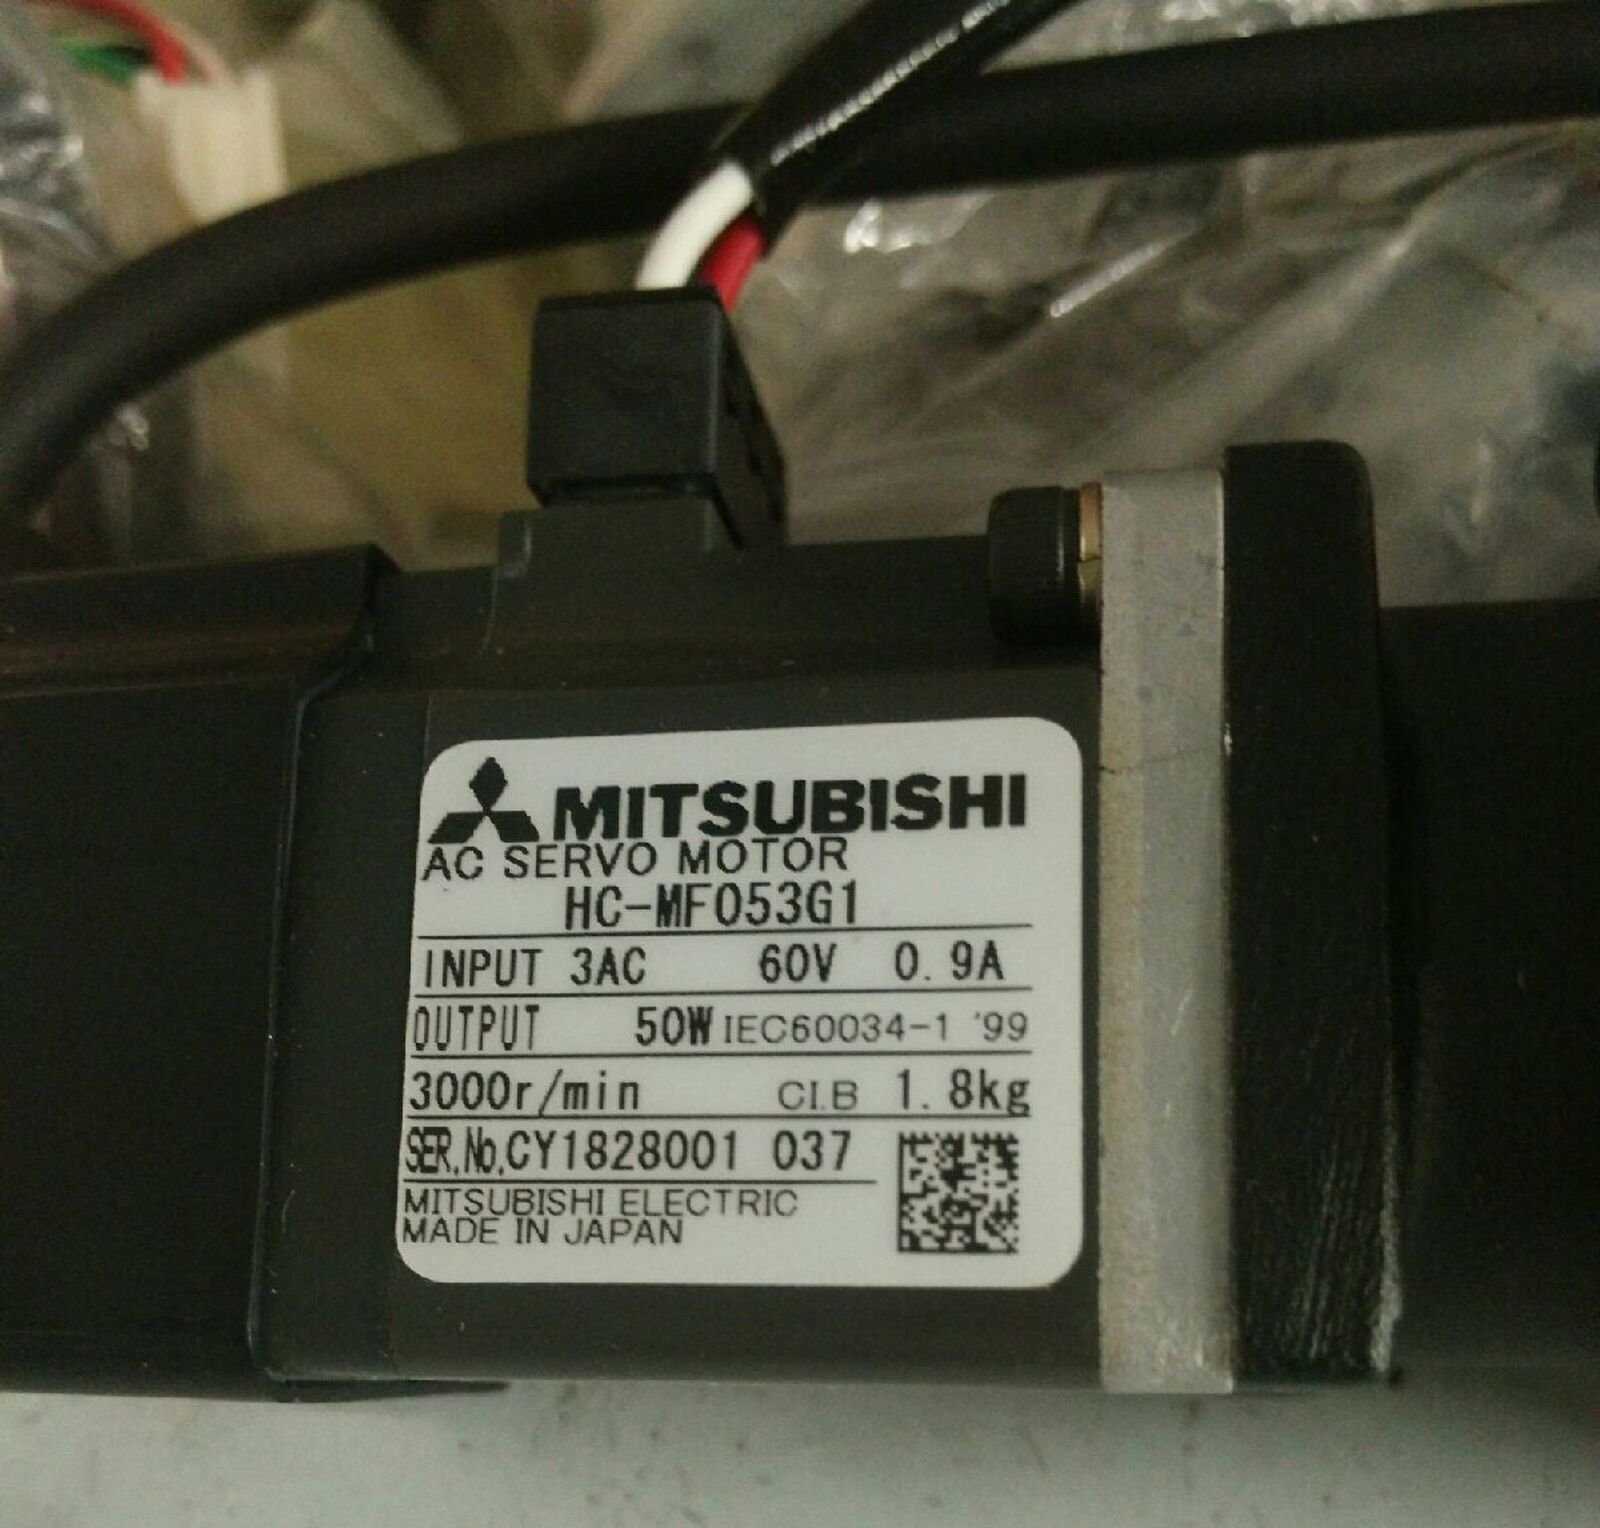 MITSUBISHI
AC SERVO MOTOR
HC-MF053G1
INPUT 3AC 60V 0.9A
OUTPUT 50W IEC60034-1 '99
3000r/min CI.B 1.8kg
SER.No.CY1828001 037
MITSUBISHI ELECTRIC
MADE IN JAPAN